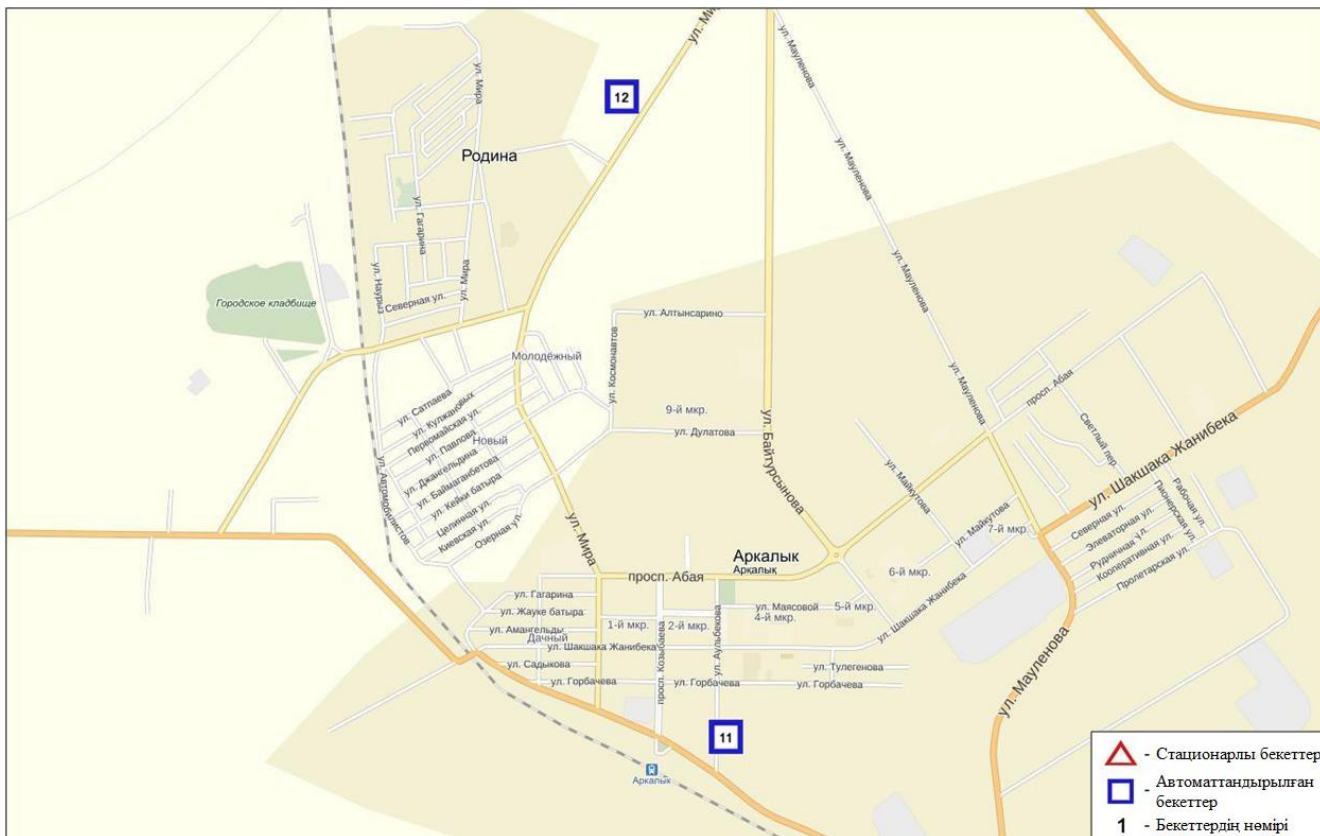 ул. Мира
12
ул. Мауленова
ул. Мира
ул. Мауленова
Родина
ул. Гагарина
ул. Наурыз
ул. Мира
ул. Мауленова
Городское кладбище
Северная ул.
ул. Алтынсарино
Молодёжный
ул. Космонавтов
ул. Мауленова
просп. Абая
ул. Сатпаева
ул. Кулжановых
Первомайская ул.
9-й мкр.
ул. Байтурсынова
Светлый пер.
ул. Шакшака Жанибека
Новый
ул. Павлова
ул. Дулатова
ул. Джангельдина
ул. Баймаганбетова
ул. Кейки батыра
ул. Автомобилистов
ул. Майкутова
Целинная ул.
Киевская ул.
Озерная ул.
ул. Мира
ул. Майкутова
7-й мкр.
Северная ул.
Элеваторная ул.
Рудничная ул.
Кооперативная ул.
Пролетарская ул.
Пионерская ул.
Рабочая ул.
Аркалык
Аркалык
просп. Абая
6-й мкр.
ул. Гагарина
ул. Жауке батыра
ул. Маясовой
5-й мкр.
4-й мкр.
1-й мкр.
2-й мкр.
ул. Амангельды
Дачный
ул. Шакшака Жанибека
ул. Шакшака Жанибека
просп. Козыбаева
ул. Аульбекова
ул. Садыкова
ул. Тулегенова
ул. Горбачева
ул. Горбачева
ул. Горбачева
ул. Мауленова
11
Аркалык
- Стационарлы бекеттер
- Автоматтандырылған
бекеттер
1 - Бекеттердің нөмірі